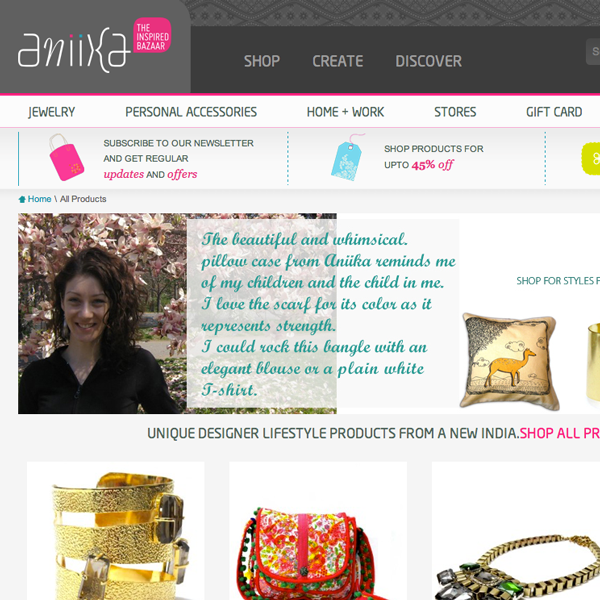 aniika
THE
INSPIRED
BAZAAR
SHOP CREATE DISCOVER
S
JEWELRY PERSONAL ACCESSORIES HOME + WORK STORES GIFT CARD
SUBSCRIBE TO OUR NEWSLETTER
AND GET REGULAR
updates AND offers
SHOP PRODUCTS FOR
UPTO 45% off
Home \ All Products
The beautiful and whimsical.
pillow case from Aniika reminds me
of my children and the child in me.
I love the scarf for its color as it
represents strength.
I could rock this bangle with an
elegant blouse or a plain white
T-shirt.
SHOP FOR STYLES F
UNIQUE DESIGNER LIFESTYLE PRODUCTS FROM A NEW INDIA.SHOP ALL PR